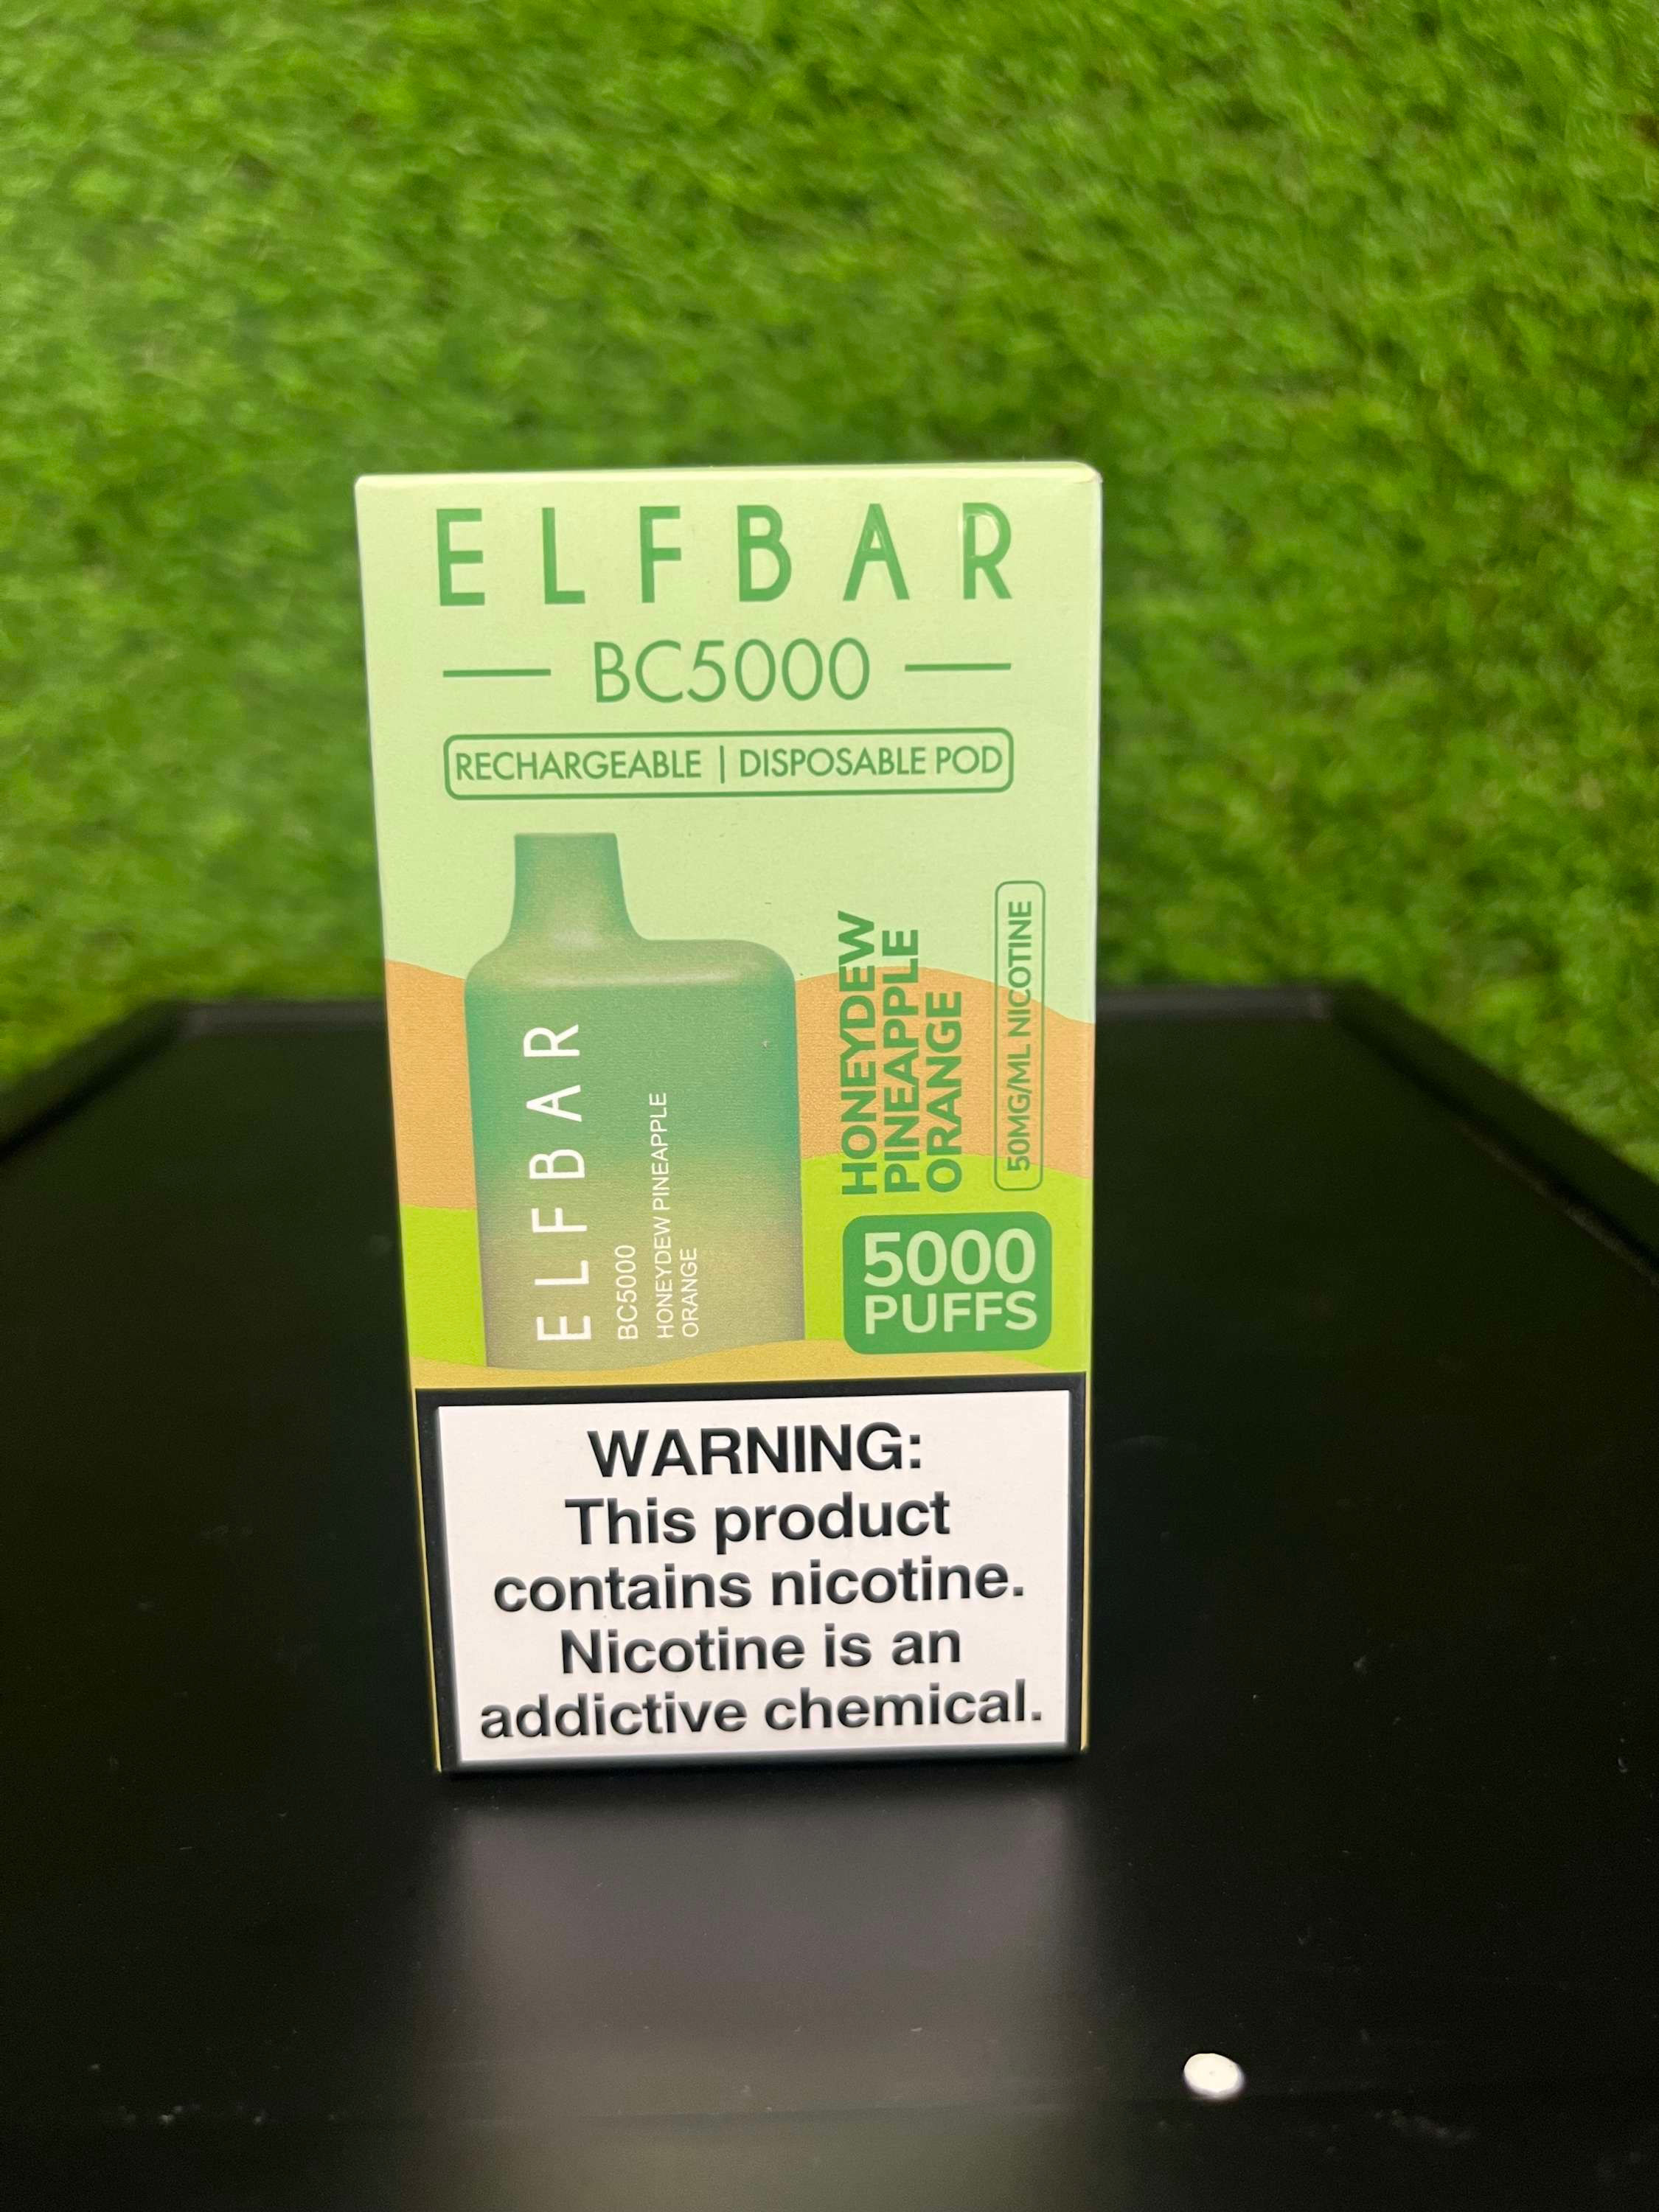 ELFBAR
BC5000
RECHARGEABLE | DISPOSABLE POD
ELFBAR
BC5000
HONEYDEW PINEAPPLE
ORANGE
HONEYDEW
PINEAPPLE
ORANGE
50MG/ML NICOTINE
5000
PUFFS
WARNING:
This product
contains nicotine.
Nicotine is an
addictive chemical.